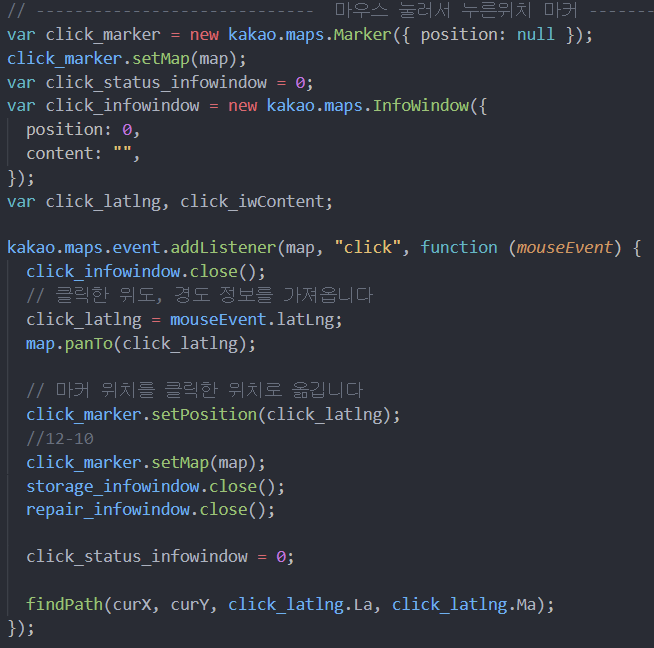 // ----------------------------  마우스 눌러서 누른위치 마커 -------
var click_marker = new kakao.maps.Marker({ position: null });
click_marker.setMap(map);
var click_status_infowindow = 0;
var click_infowindow = new kakao.maps.InfoWindow({
  position: 0,
  content: "",
});
var click_latlng, click_iwContent;

kakao.maps.event.addListener(map, "click", function (mouseEvent) {
  click_infowindow.close();
  // 클릭한 위도, 경도 정보를 가져옵니다
  click_latlng = mouseEvent.latLng;
  map.panTo(click_latlng);

  // 마커 위치를 클릭한 위치로 옮깁니다
  click_marker.setPosition(click_latlng);
  //12-10
  click_marker.setMap(map);
  storage_infowindow.close();
  repair_infowindow.close();

  click_status_infowindow = 0;

  findPath(curX, curY, click_latlng.La, click_latlng.Ma);
});